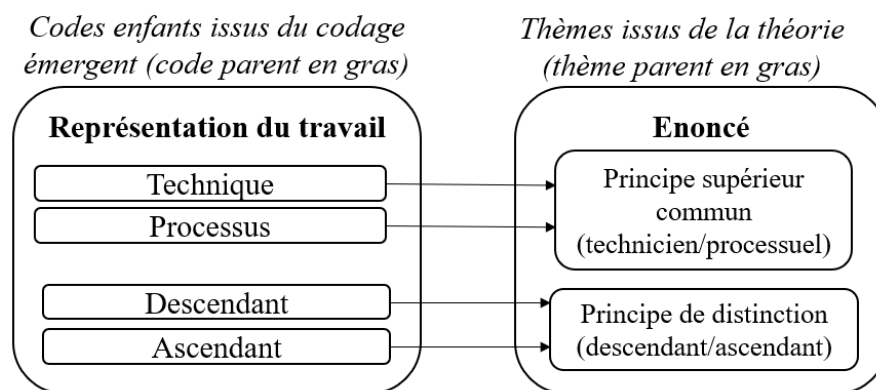 Codes enfants issus du codage
émergent (code parent en gras)
Thèmes issus de la théorie
(thème parent en gras)
Représentation du travail
Technique
Processus
Descendant
Ascendant
Enoncé
Principe supérieur
commun
(technicien/processuel)
Principe de distinction
(descendant/ascendant)